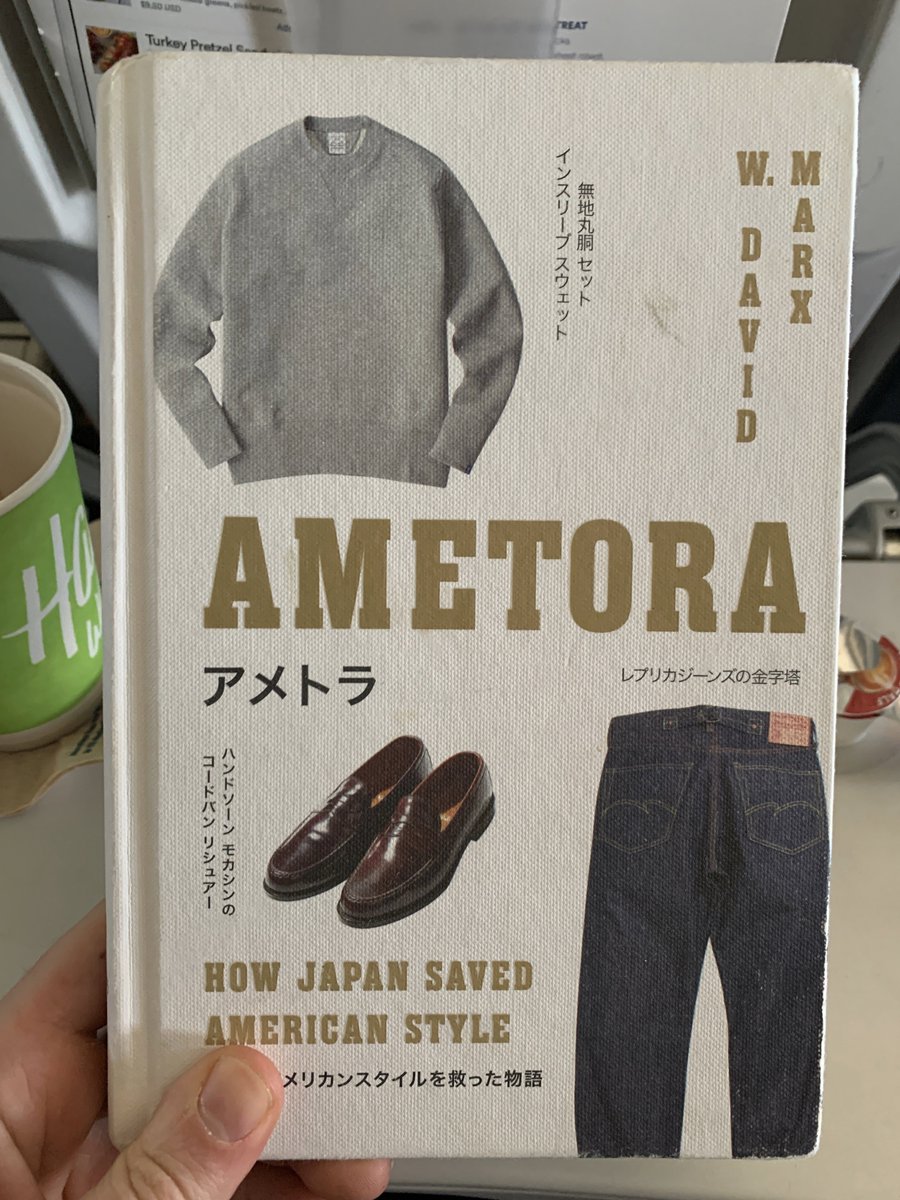 $9.50 USD
TREAT
Turkey Pretzel
無地丸胴 セット
インスリーブ スウェット
W. DAVID
MARX
AMETORA
アメトラ
レプリカジーンズの金字塔
ハンドソーン モカシンの
コードバン リシュアー
HOW JAPAN SAVED
AMERICAN STYLE
メリカンスタイルを救った物語